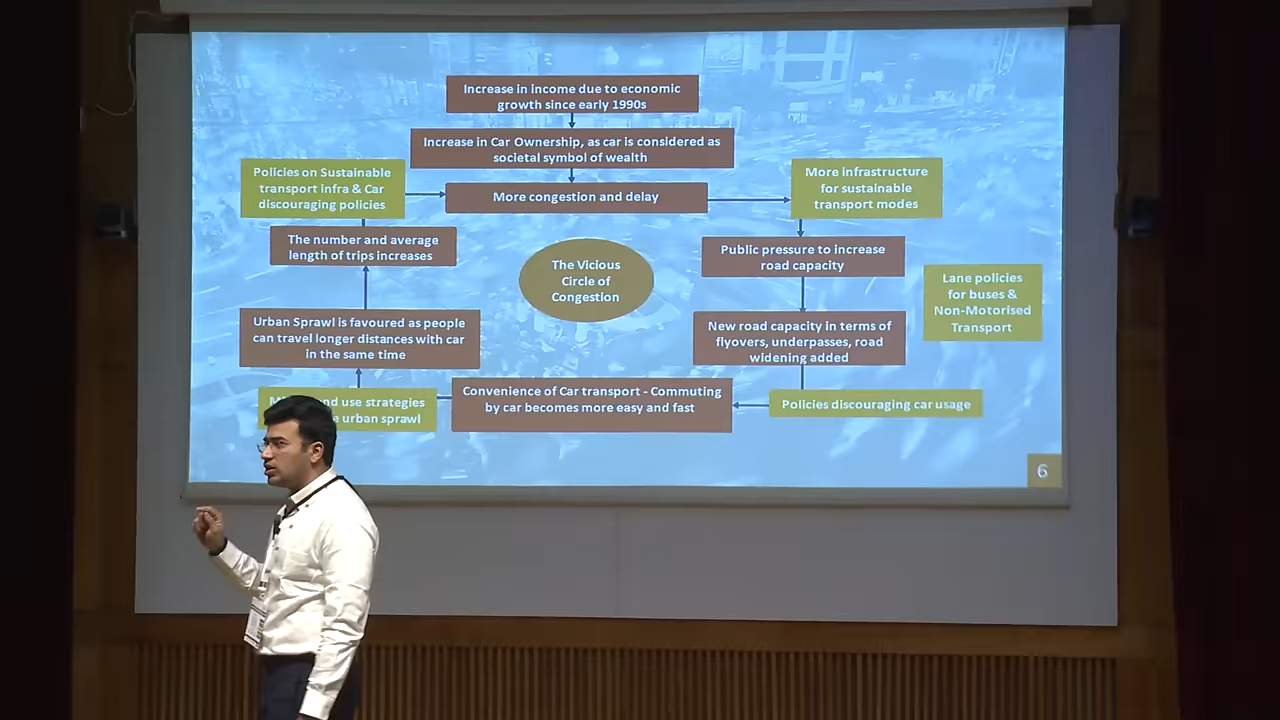 Increase in income due to economic
growth since early 1990s
Increase in Car Ownership, as car is considered as
societal symbol of wealth
Policies on Sustainable
transport infra & Car
discouraging policies
More congestion and delay
More infrastructure
for sustainable
transport modes
The number and average
length of trips increases
The Vicious
Circle of
Congestion
Public pressure to increase
road capacity
Lane policies
for buses &
Non-Motorised
Transport
Urban Sprawl is favoured as people
can travel longer distances with car
in the same time
New road capacity in terms of
flyovers, underpasses, road
widening added
use strategies
urban sprawl
Convenience of Car transport - Commuting
by car becomes more easy and fast
Policies discouraging car usage
6